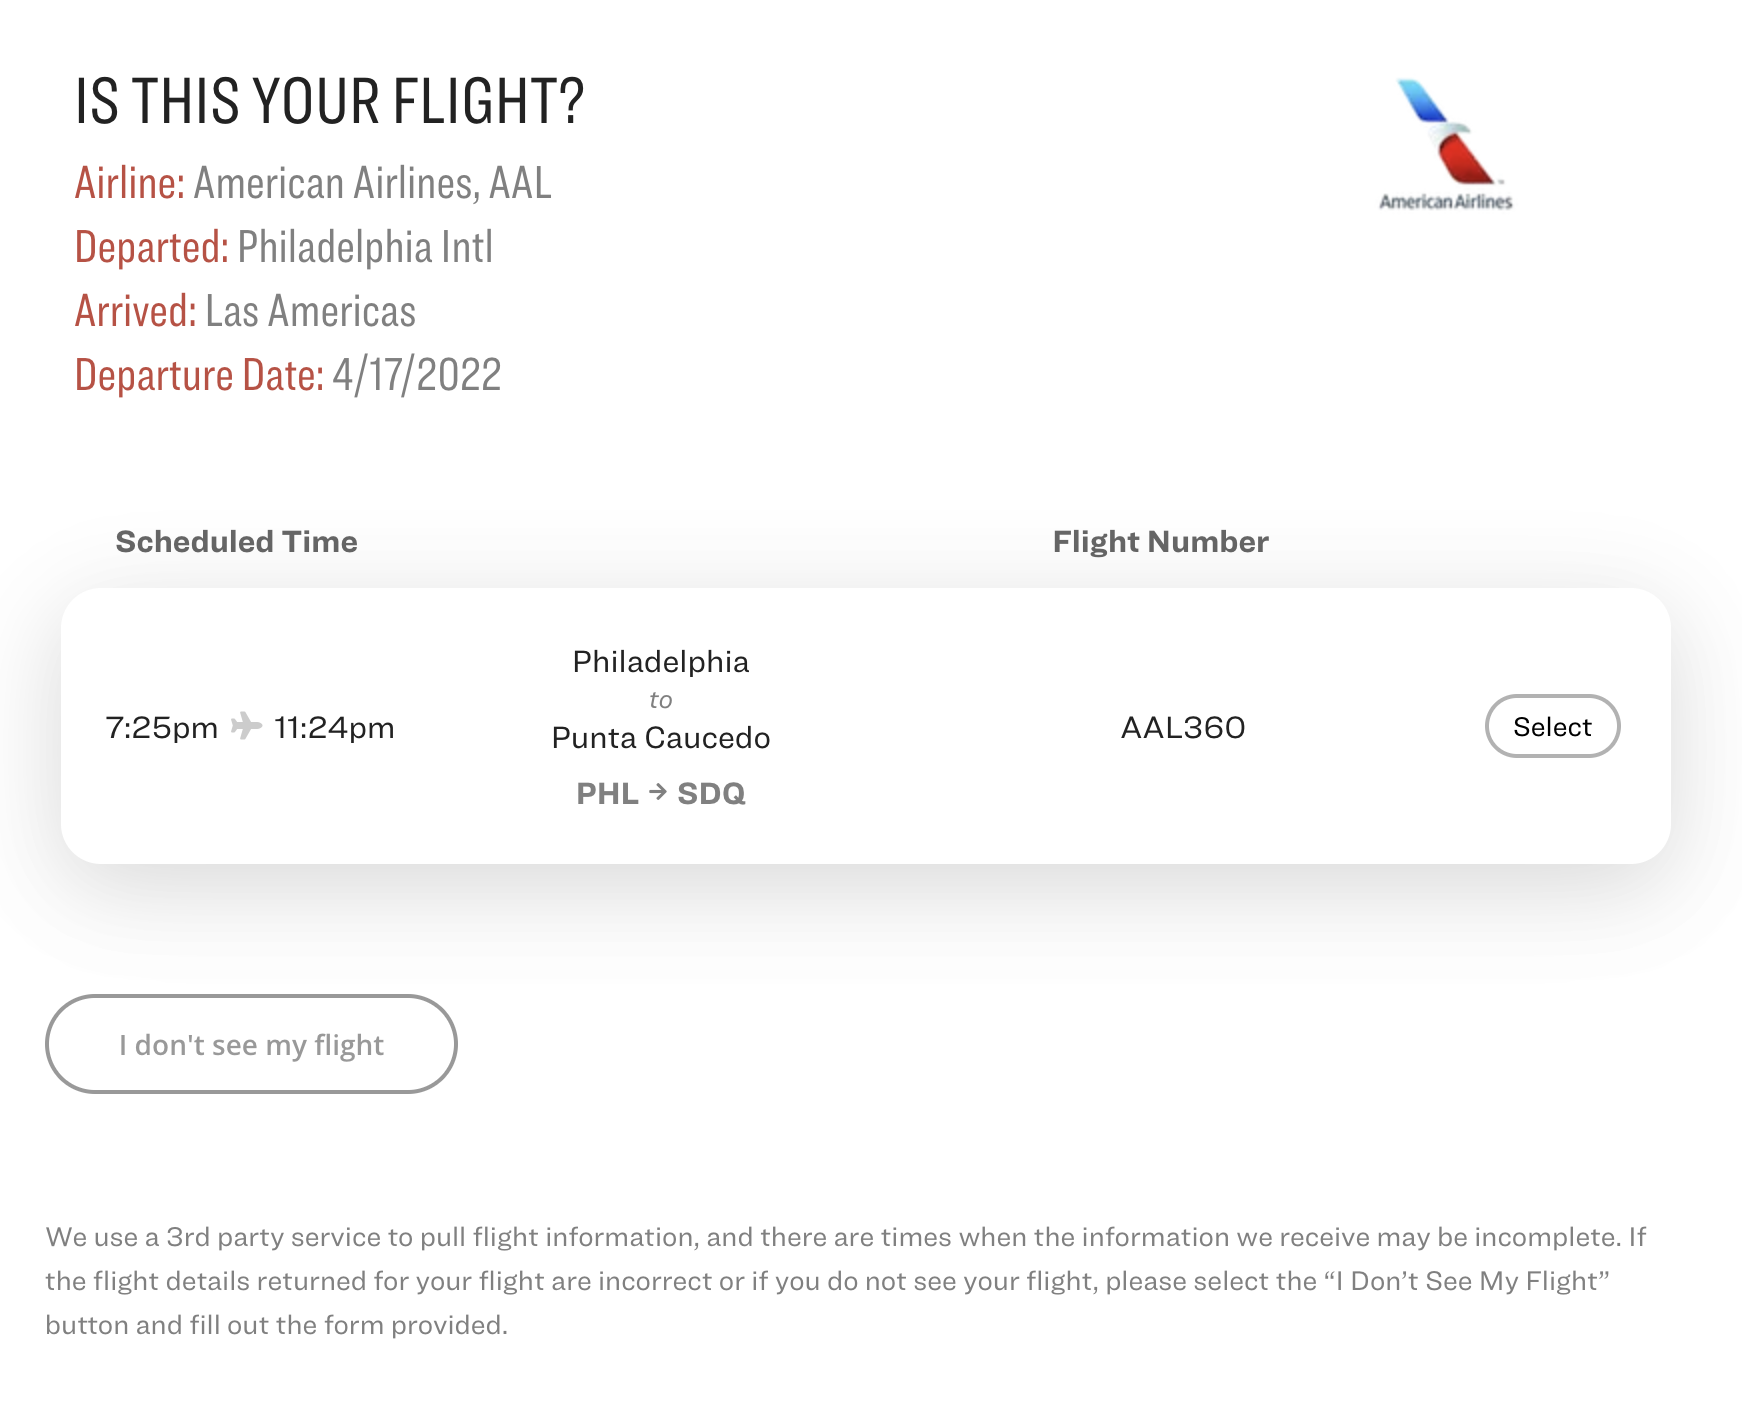 IS THIS YOUR FLIGHT?
American Airlines
Airline: American Airlines, AAL
Departed: Philadelphia Intl
Arrived: Las Americas
Departure Date: 4/17/2022
Scheduled Time
Flight Number
7:25pm 11:24pm
Philadelphia
to
Punta Caucedo
PHL → SDQ
AAL360
Select
I don't see my flight
We use a 3rd party service to pull flight information, and there are times when the information we receive may be incomplete. If
the flight details returned for your flight are incorrect or if you do not see your flight, please select the “I Don’t See My Flight”
button and fill out the form provided.